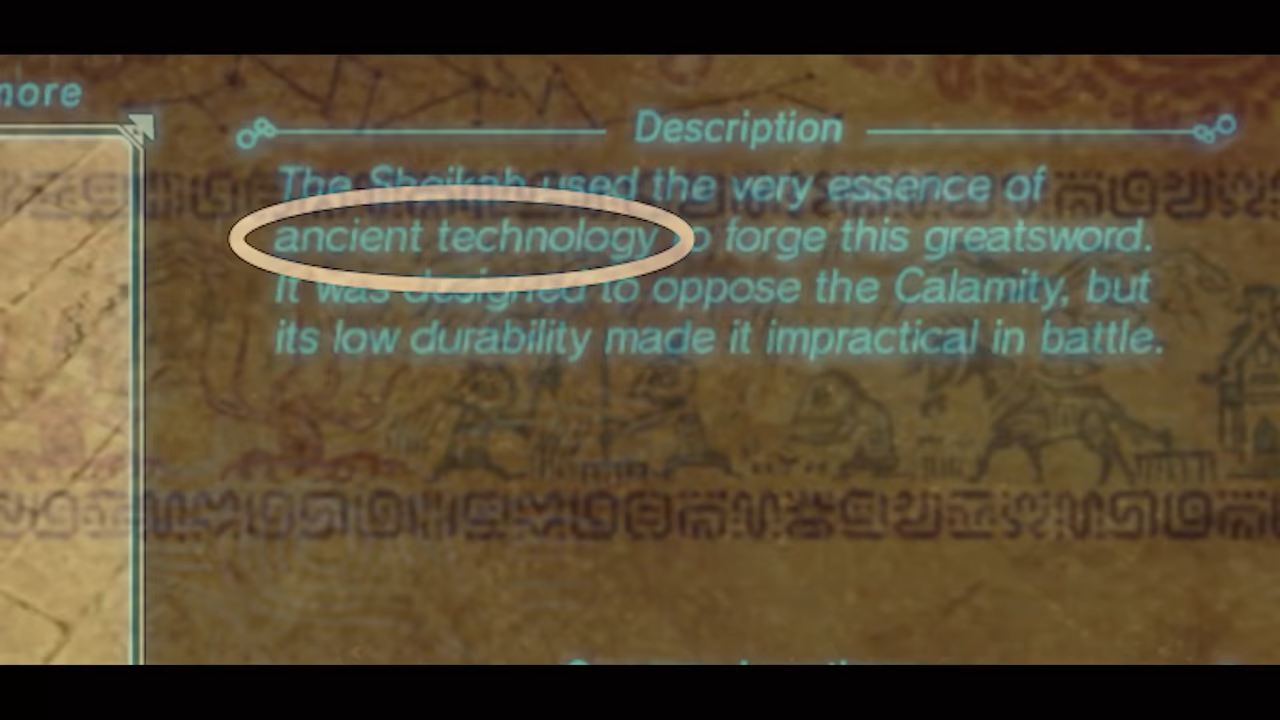 more
Description
The Sheikah used the very essence of
ancient technology to forge this greatsword.
It was designed to oppose the Calamity, but
its low durability made it impractical in battle.